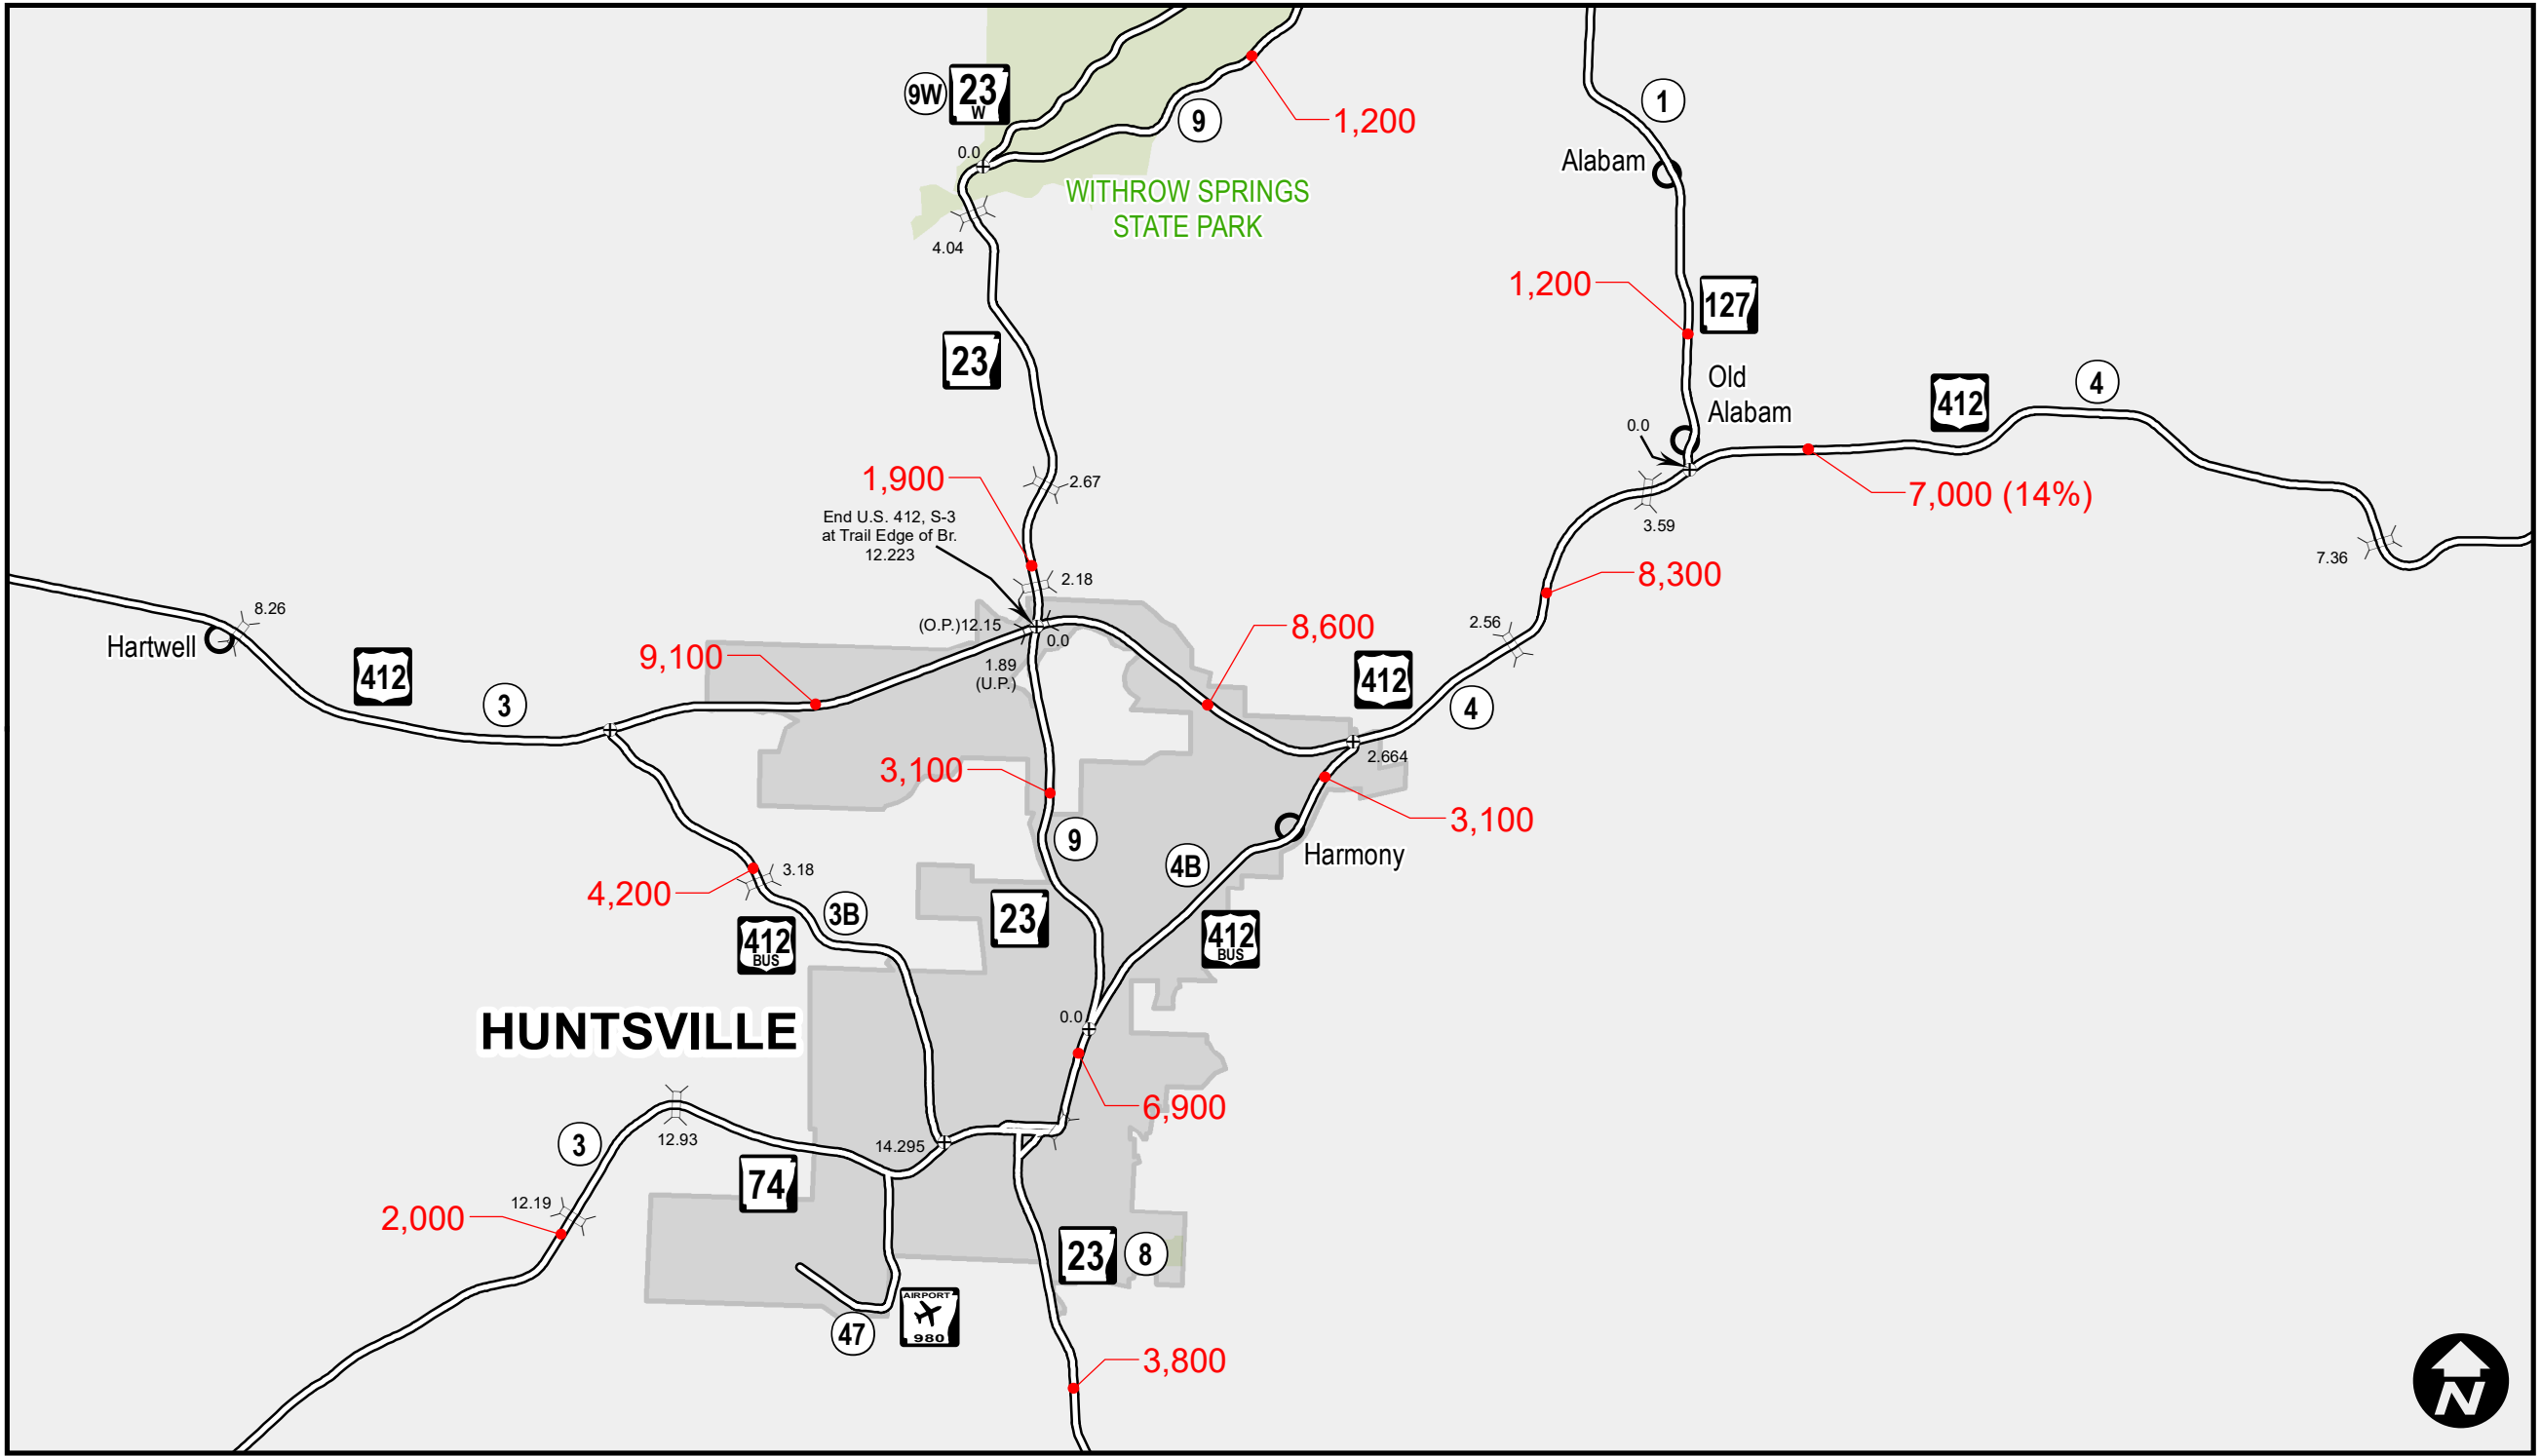 9W
23
W
9
1,200
1
0.0
Alabam
WITHROW SPRINGS
STATE PARK
4.04
1,200
127
23
Old
Alabam
412
4
0.0
1,900
2.67
7,000 (14%)
End U.S. 412, S-3
at Trail Edge of Br.
12.223
3.59
7.36
2.18
8,300
8.26
(O.P.)12.15
0.0
8,600
2.56
Hartwell
412
9,100
1.89
(U.P.)
412
3
4
2.664
3,100
3,100
9
Harmony
3.18
4B
4,200
3B
23
412
BUS
412
BUS
HUNTSVILLE
0.0
6,900
3
12.93
14.295
74
12.19
2,000
23
8
AIRPORT
980
47
3,800
N